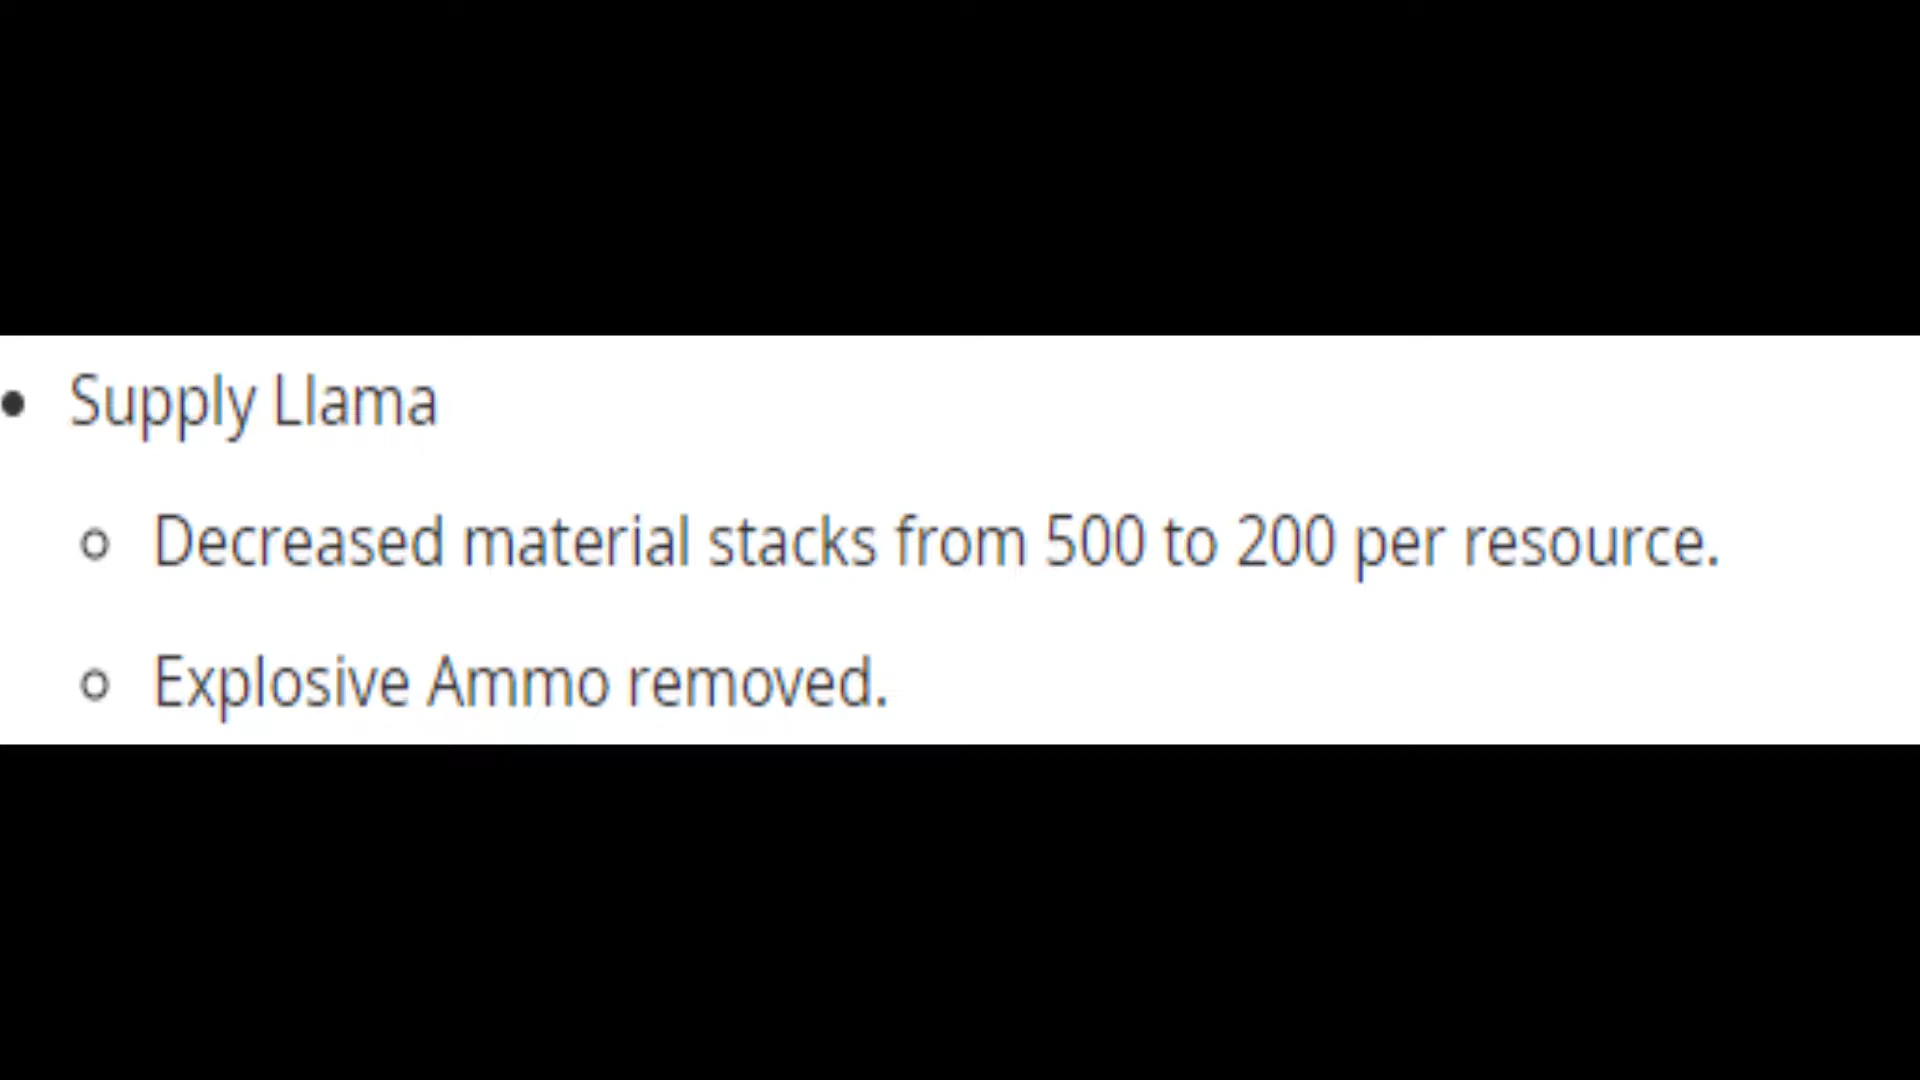 • Supply Llama
○ Decreased material stacks from 500 to 200 per resource.
○ Explosive Ammo removed.